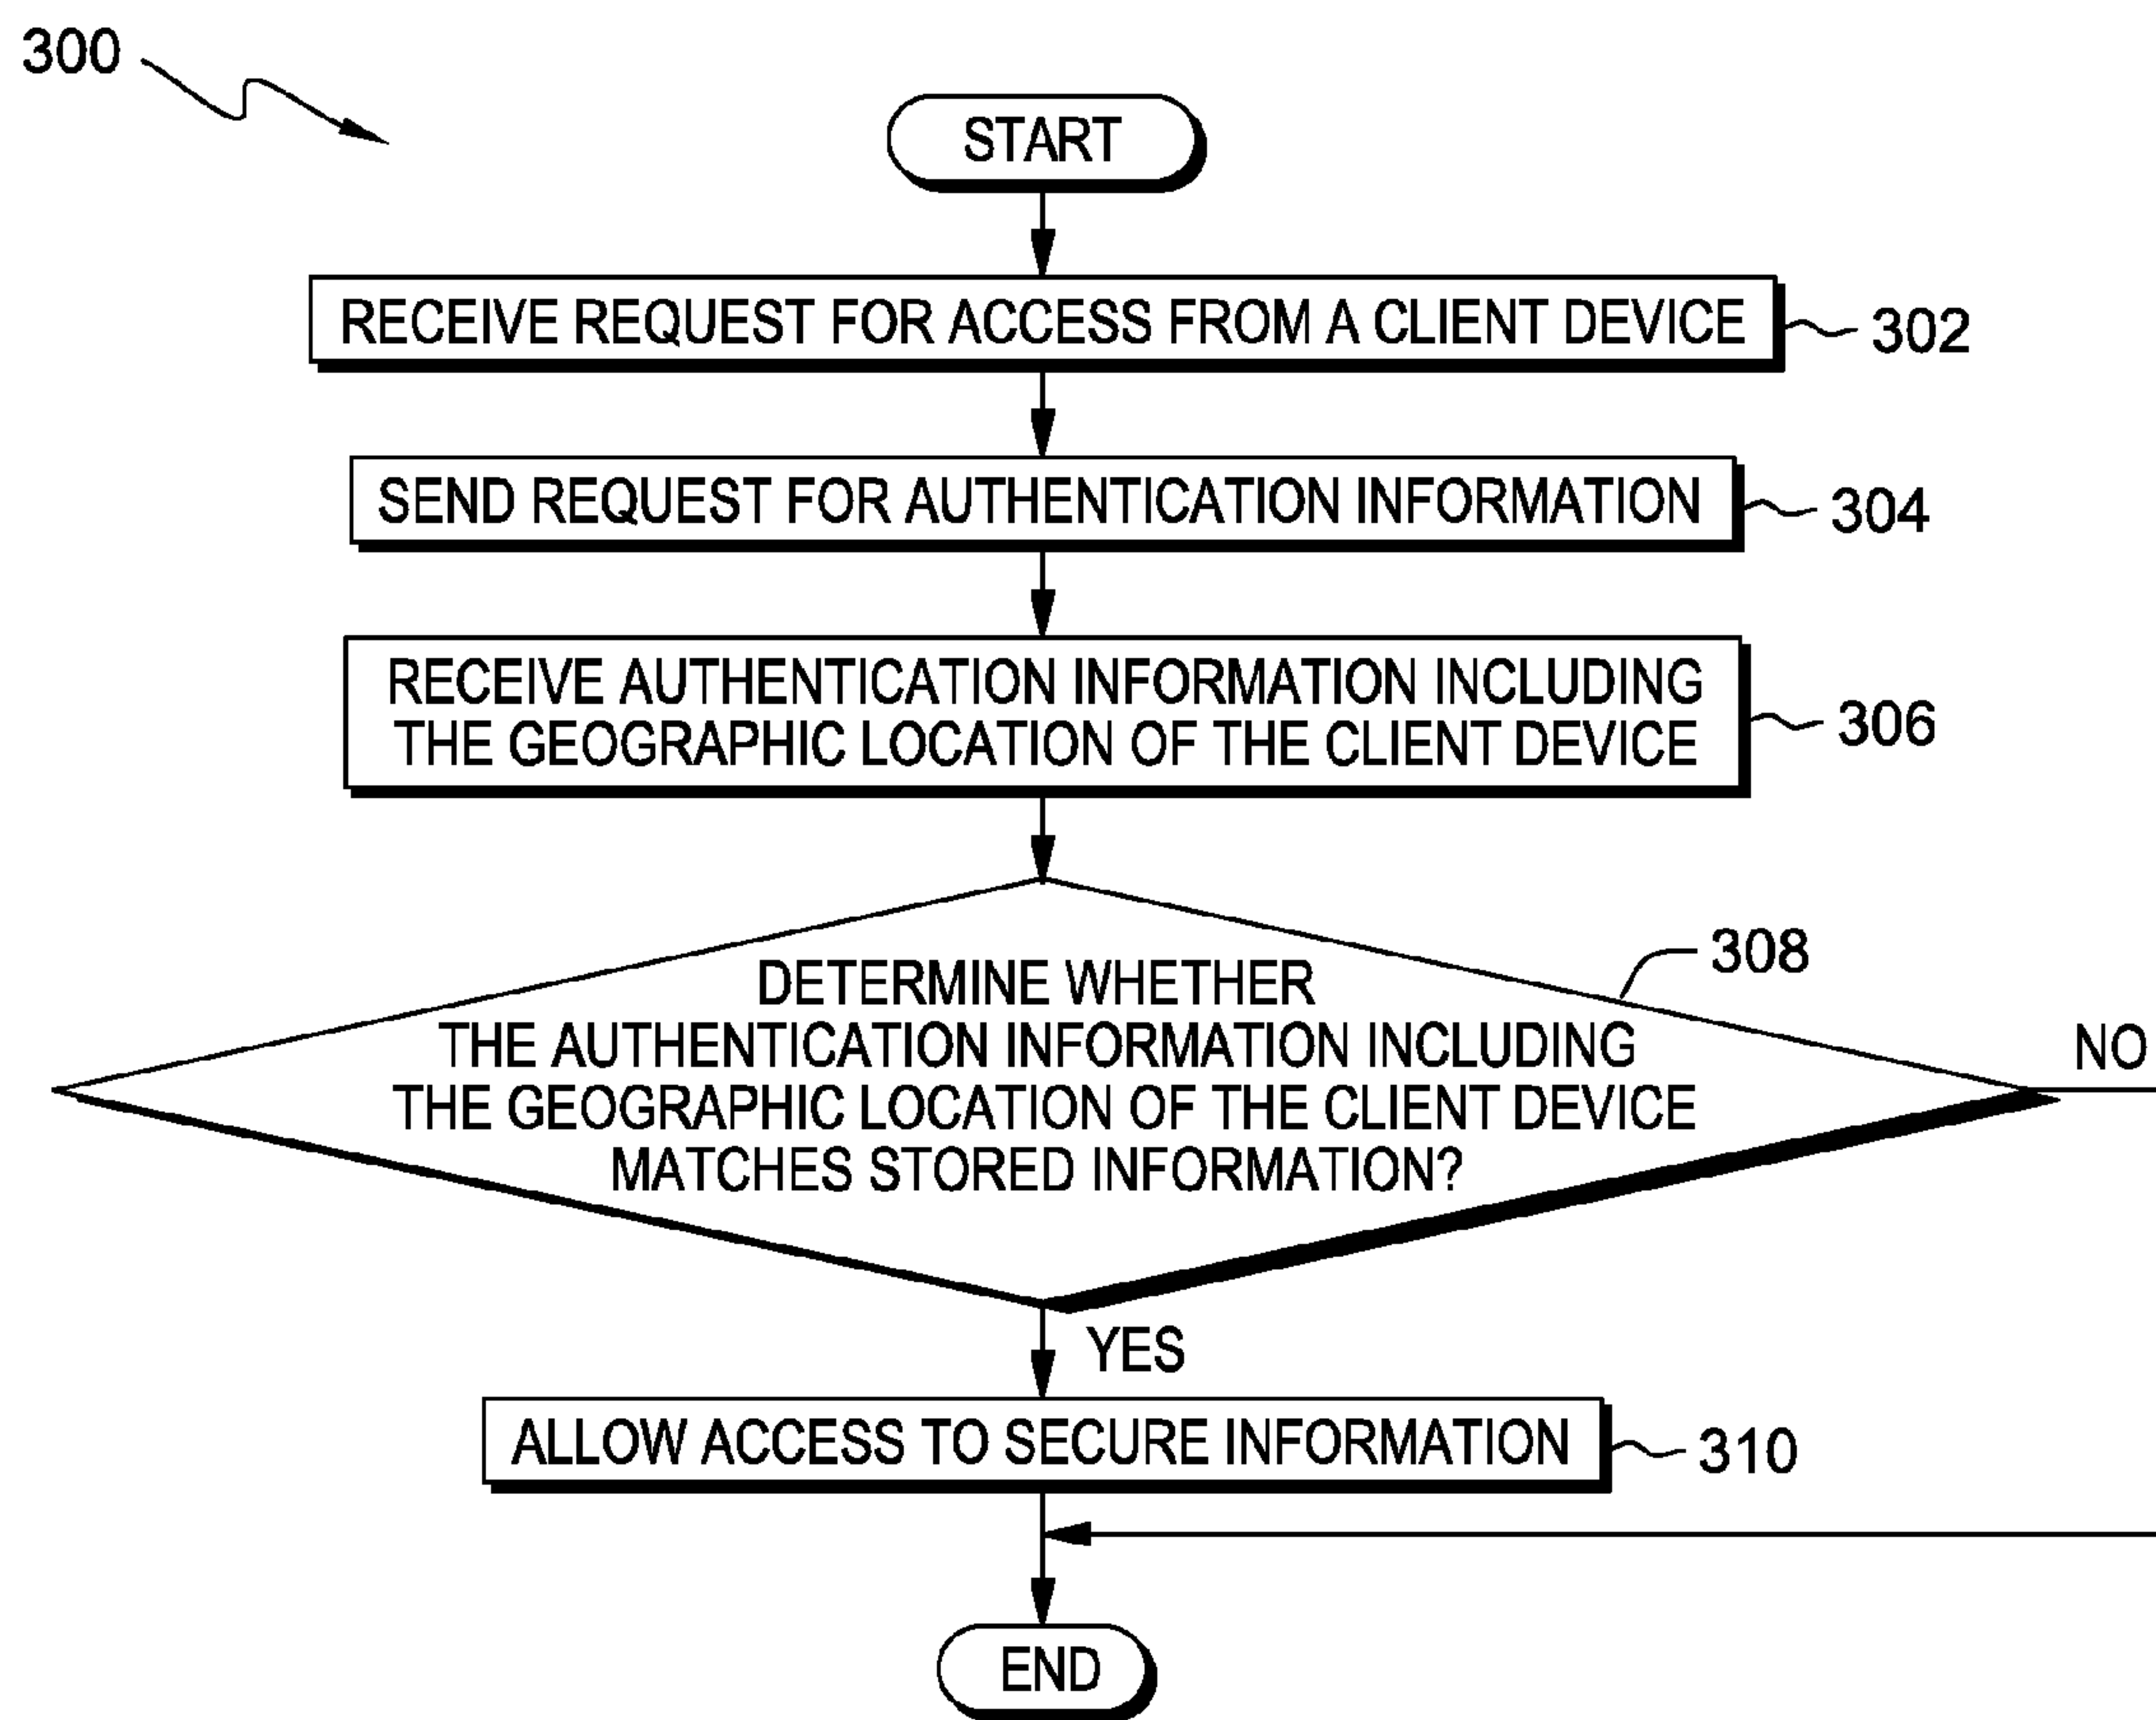 300
START
RECEIVE REQUEST FOR ACCESS FROM A CLIENT DEVICE
302
SEND REQUEST FOR AUTHENTICATION INFORMATION
304
RECEIVE AUTHENTICATION INFORMATION INCLUDING
THE GEOGRAPHIC LOCATION OF THE CLIENT DEVICE
306
DETERMINE WHETHER
THE AUTHENTICATION INFORMATION INCLUDING
THE GEOGRAPHIC LOCATION OF THE CLIENT DEVICE
MATCHES STORED INFORMATION?
308
NO
YES
ALLOW ACCESS TO SECURE INFORMATION
310
END